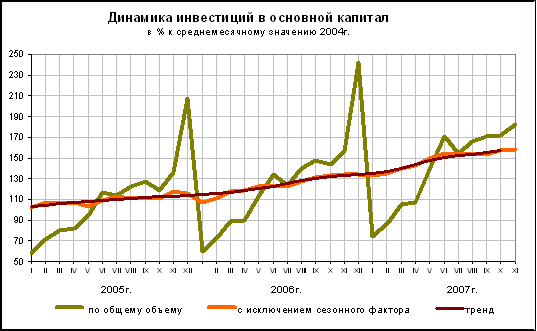 Динамика инвестиций в основной капитал
в % к среднемесячному значению 2004г.
250
230
210
190
170
150
130
110
90
70
50
I II III IV V VI VII VIII IX X XI XII II III IV V VI VII VIII IX X XI XII I II III IV V VI VII VIII IX X XI
2005г. 2006г. 2007г.
по общему объему с исключением сезонного фактора тренд